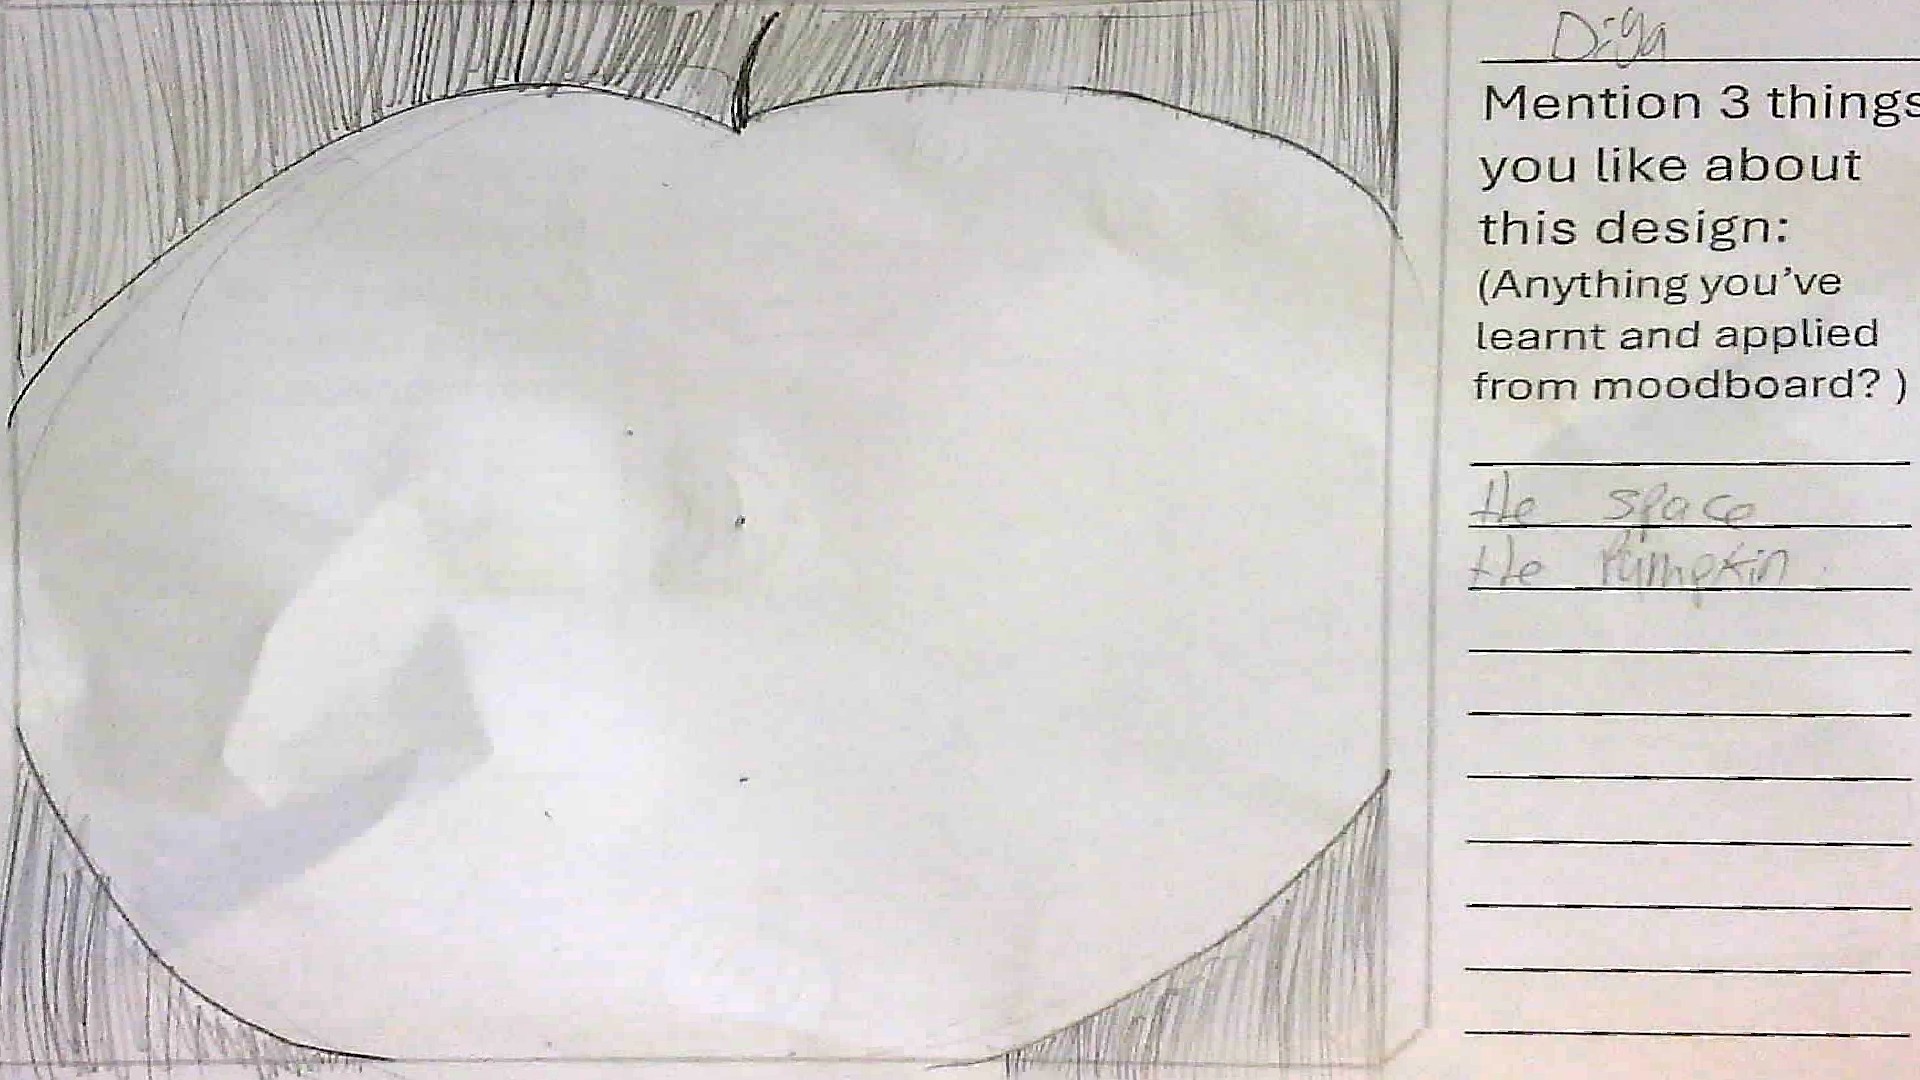 Diya
Mention 3 things
you like about
this design:
(Anything you've
learnt and applied
from moodboard? )
the space
the Pumpkin